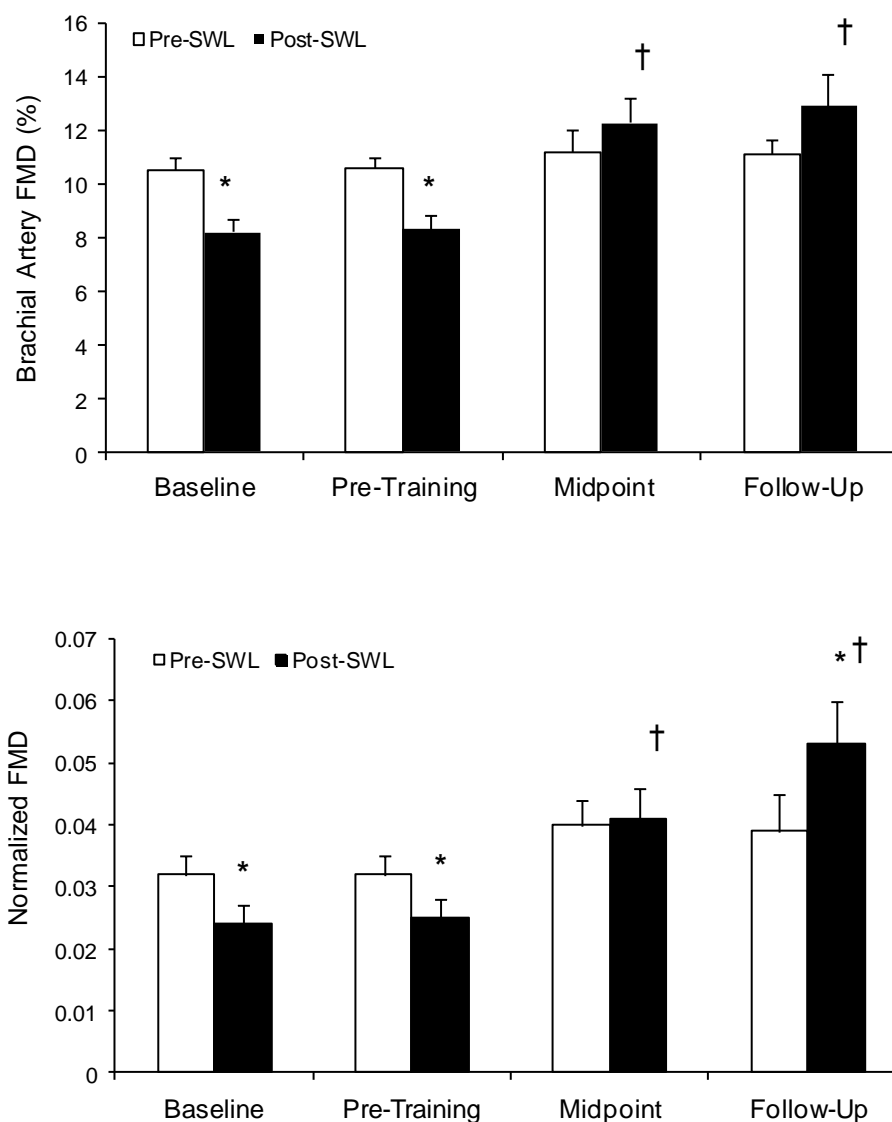 16
14
12
10
8
6
4
2
0
Brachial Artery FMD (%)
Pre-SWL Post-SWL
* * † †
Baseline Pre-Training Midpoint Follow-Up
0.07
0.06
0.05
0.04
0.03
0.02
0.01
0
Normalized FMD
Pre-SWL Post-SWL
* * † * †
Baseline Pre-Training Midpoint Follow-Up